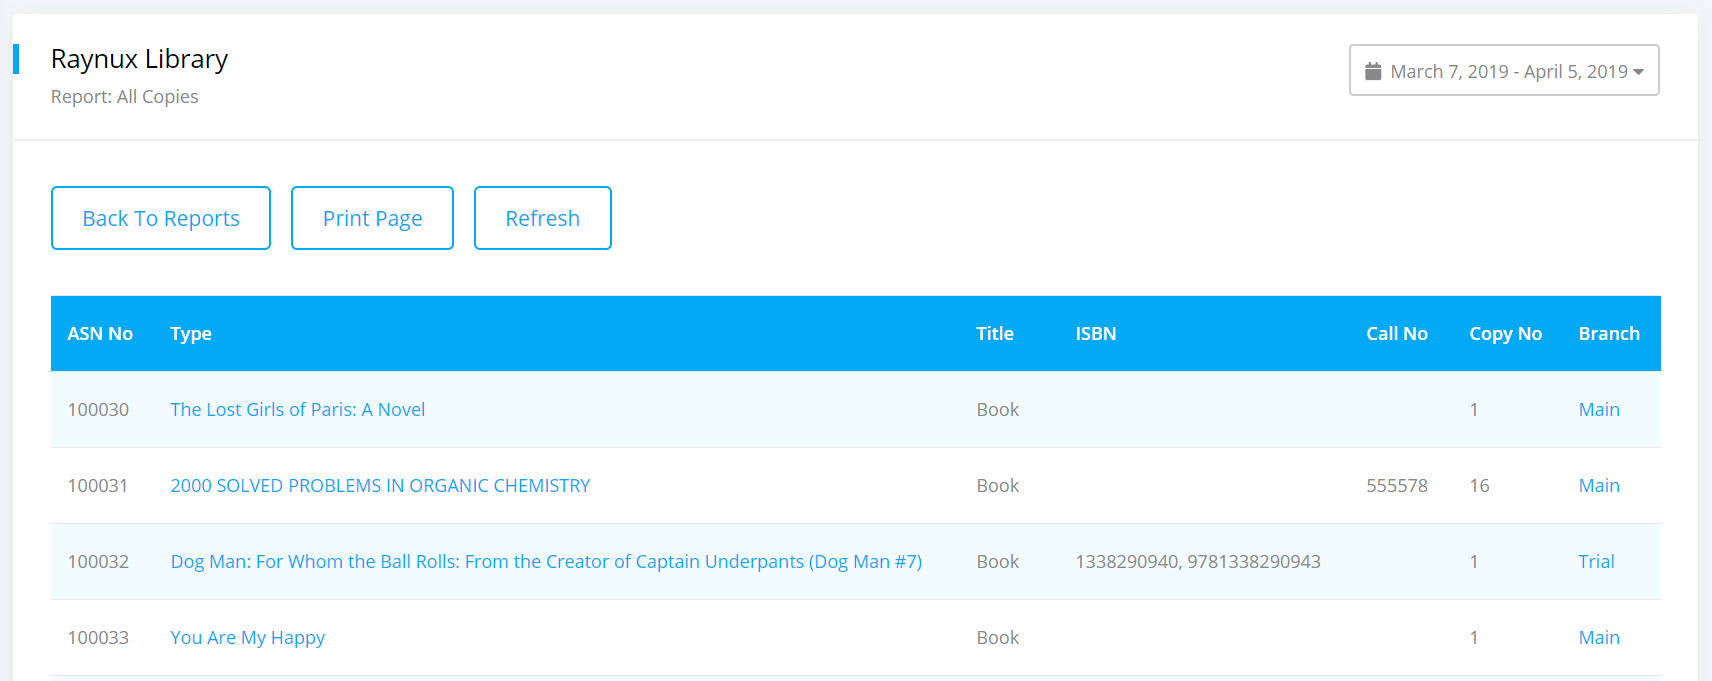 Raynux Library
Report: All Copies
March 7, 2019 - April 5, 2019
Back To Reports Print Page Refresh
ASN No Type Title ISBN Call No Copy No Branch
100030 The Lost Girls of Paris: A Novel Book 1 Main
100031 2000 SOLVED PROBLEMS IN ORGANIC CHEMISTRY Book 555578 16 Main
100032 Dog Man: For Whom the Ball Rolls: From the Creator of Captain Underpants (Dog Man #7) Book 1338290940, 9781338290943 1 Trial
100033 You Are My Happy Book 1 Main